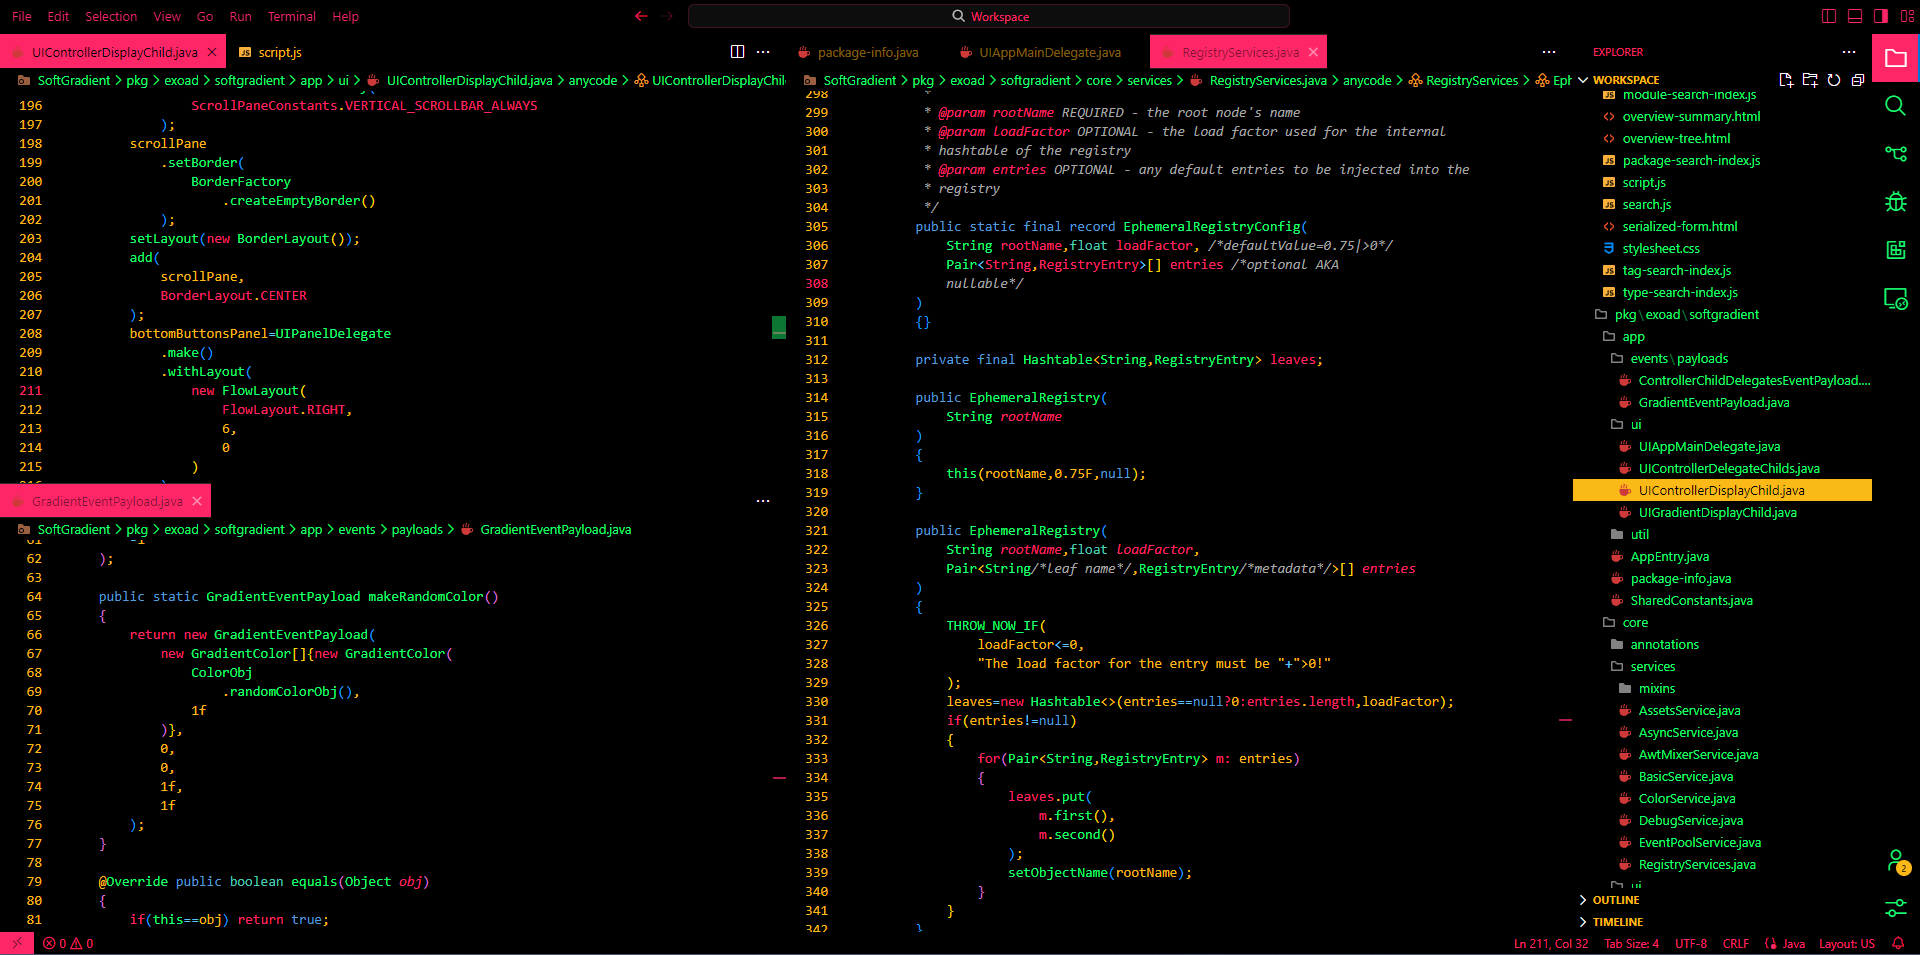 File Edit Selection View Go Run Terminal Help
Workspace
UIControllerDisplayChild.java
JS script.js
SoftGradient > pkg > exoad > softgradient > app > ui > UIControllerDisplayChild.java > anycode > UIControllerDisplayChil
196 ScrollPaneConstants.VERTICAL_SCROLLBAR_ALWAYS
197 );
198 scrollPane
199 .setBorder(
200 BorderFactory
201 .createEmptyBorder()
202 );
203 setLayout(new BorderLayout());
204 add(
205 scrollPane,
206 BorderLayout.CENTER
207 );
208 bottomButtonsPanel=UIPanelDelegate
209 .make()
210 .withLayout(
211 new FlowLayout(
212 FlowLayout.RIGHT,
213 6,
214 0
215 )
GradientEventPayload.java
SoftGradient > pkg > exoad > softgradient > app > events > payloads > GradientEventPayload.java
61 -1
62 );
63
64 public static GradientEventPayload makeRandomColor()
65 {
66 return new GradientEventPayload(
67 new GradientColor[]{new GradientColor(
68 ColorObj
69 .randomColorObj(),
70 1f
71 )},
72 0,
73 0,
74 1f,
75 1f
76 );
77 }
78
79 @Override public boolean equals(Object obj)
80 {
81 if(this==obj) return true;
package-info.java
UIAppMainDelegate.java
RegistryServices.java
SoftGradient > pkg > exoad > softgradient > core > services > RegistryServices.java > anycode > RegistryServices > Eph
298 *
299 * @param rootName REQUIRED - the root node's name
300 * @param loadFactor OPTIONAL - the load factor used for the internal
301 * hashtable of the registry
302 * @param entries OPTIONAL - any default entries to be injected into the
303 * registry
304 */
305 public static final record EphemeralRegistryConfig(
306 String rootName,float loadFactor, /*defaultValue=0.75|>0*/
307 Pair<String,RegistryEntry>[] entries /*optional AKA
308 nullable*/
309 )
310 {}
311
312 private final Hashtable<String,RegistryEntry> leaves;
313
314 public EphemeralRegistry(
315 String rootName
316 )
317 {
318 this(rootName,0.75F,null);
319 }
320
321 public EphemeralRegistry(
322 String rootName,float loadFactor,
323 Pair<String/*leaf name*/,RegistryEntry/*metadata*/>[] entries
324 )
325 {
326 THROW_NOW_IF(
327 loadFactor<=0,
328 "The load factor for the entry must be "+">0!"
329 );
330 leaves=new Hashtable<>(entries==null?0:entries.length,loadFactor);
331 if(entries!=null)
332 {
333 for(Pair<String,RegistryEntry> m: entries)
334 {
335 leaves.put(
336 m.first(),
337 m.second()
338 );
339 setObjectName(rootName);
340 }
341 }
342 }
EXPLORER
WORKSPACE
JS module-search-index.js
overview-summary.html
overview-tree.html
JS package-search-index.js
JS script.js
JS search.js
serialized-form.html
stylesheet.css
JS tag-search-index.js
JS type-search-index.js
pkg\exoad\softgradient
app
events\payloads
ControllerChildDelegatesEventPayload....
GradientEventPayload.java
ui
UIAppMainDelegate.java
UIControllerDelegateChilds.java
UIControllerDisplayChild.java
UIGradientDisplayChild.java
util
AppEntry.java
package-info.java
SharedConstants.java
core
annotations
services
mixins
AssetsService.java
AsyncService.java
AwtMixerService.java
BasicService.java
ColorService.java
DebugService.java
EventPoolService.java
RegistryServices.java
ui
OUTLINE
TIMELINE
2
0 0
Ln 211, Col 32 Tab Size: 4 UTF-8 CRLF Java Layout: US